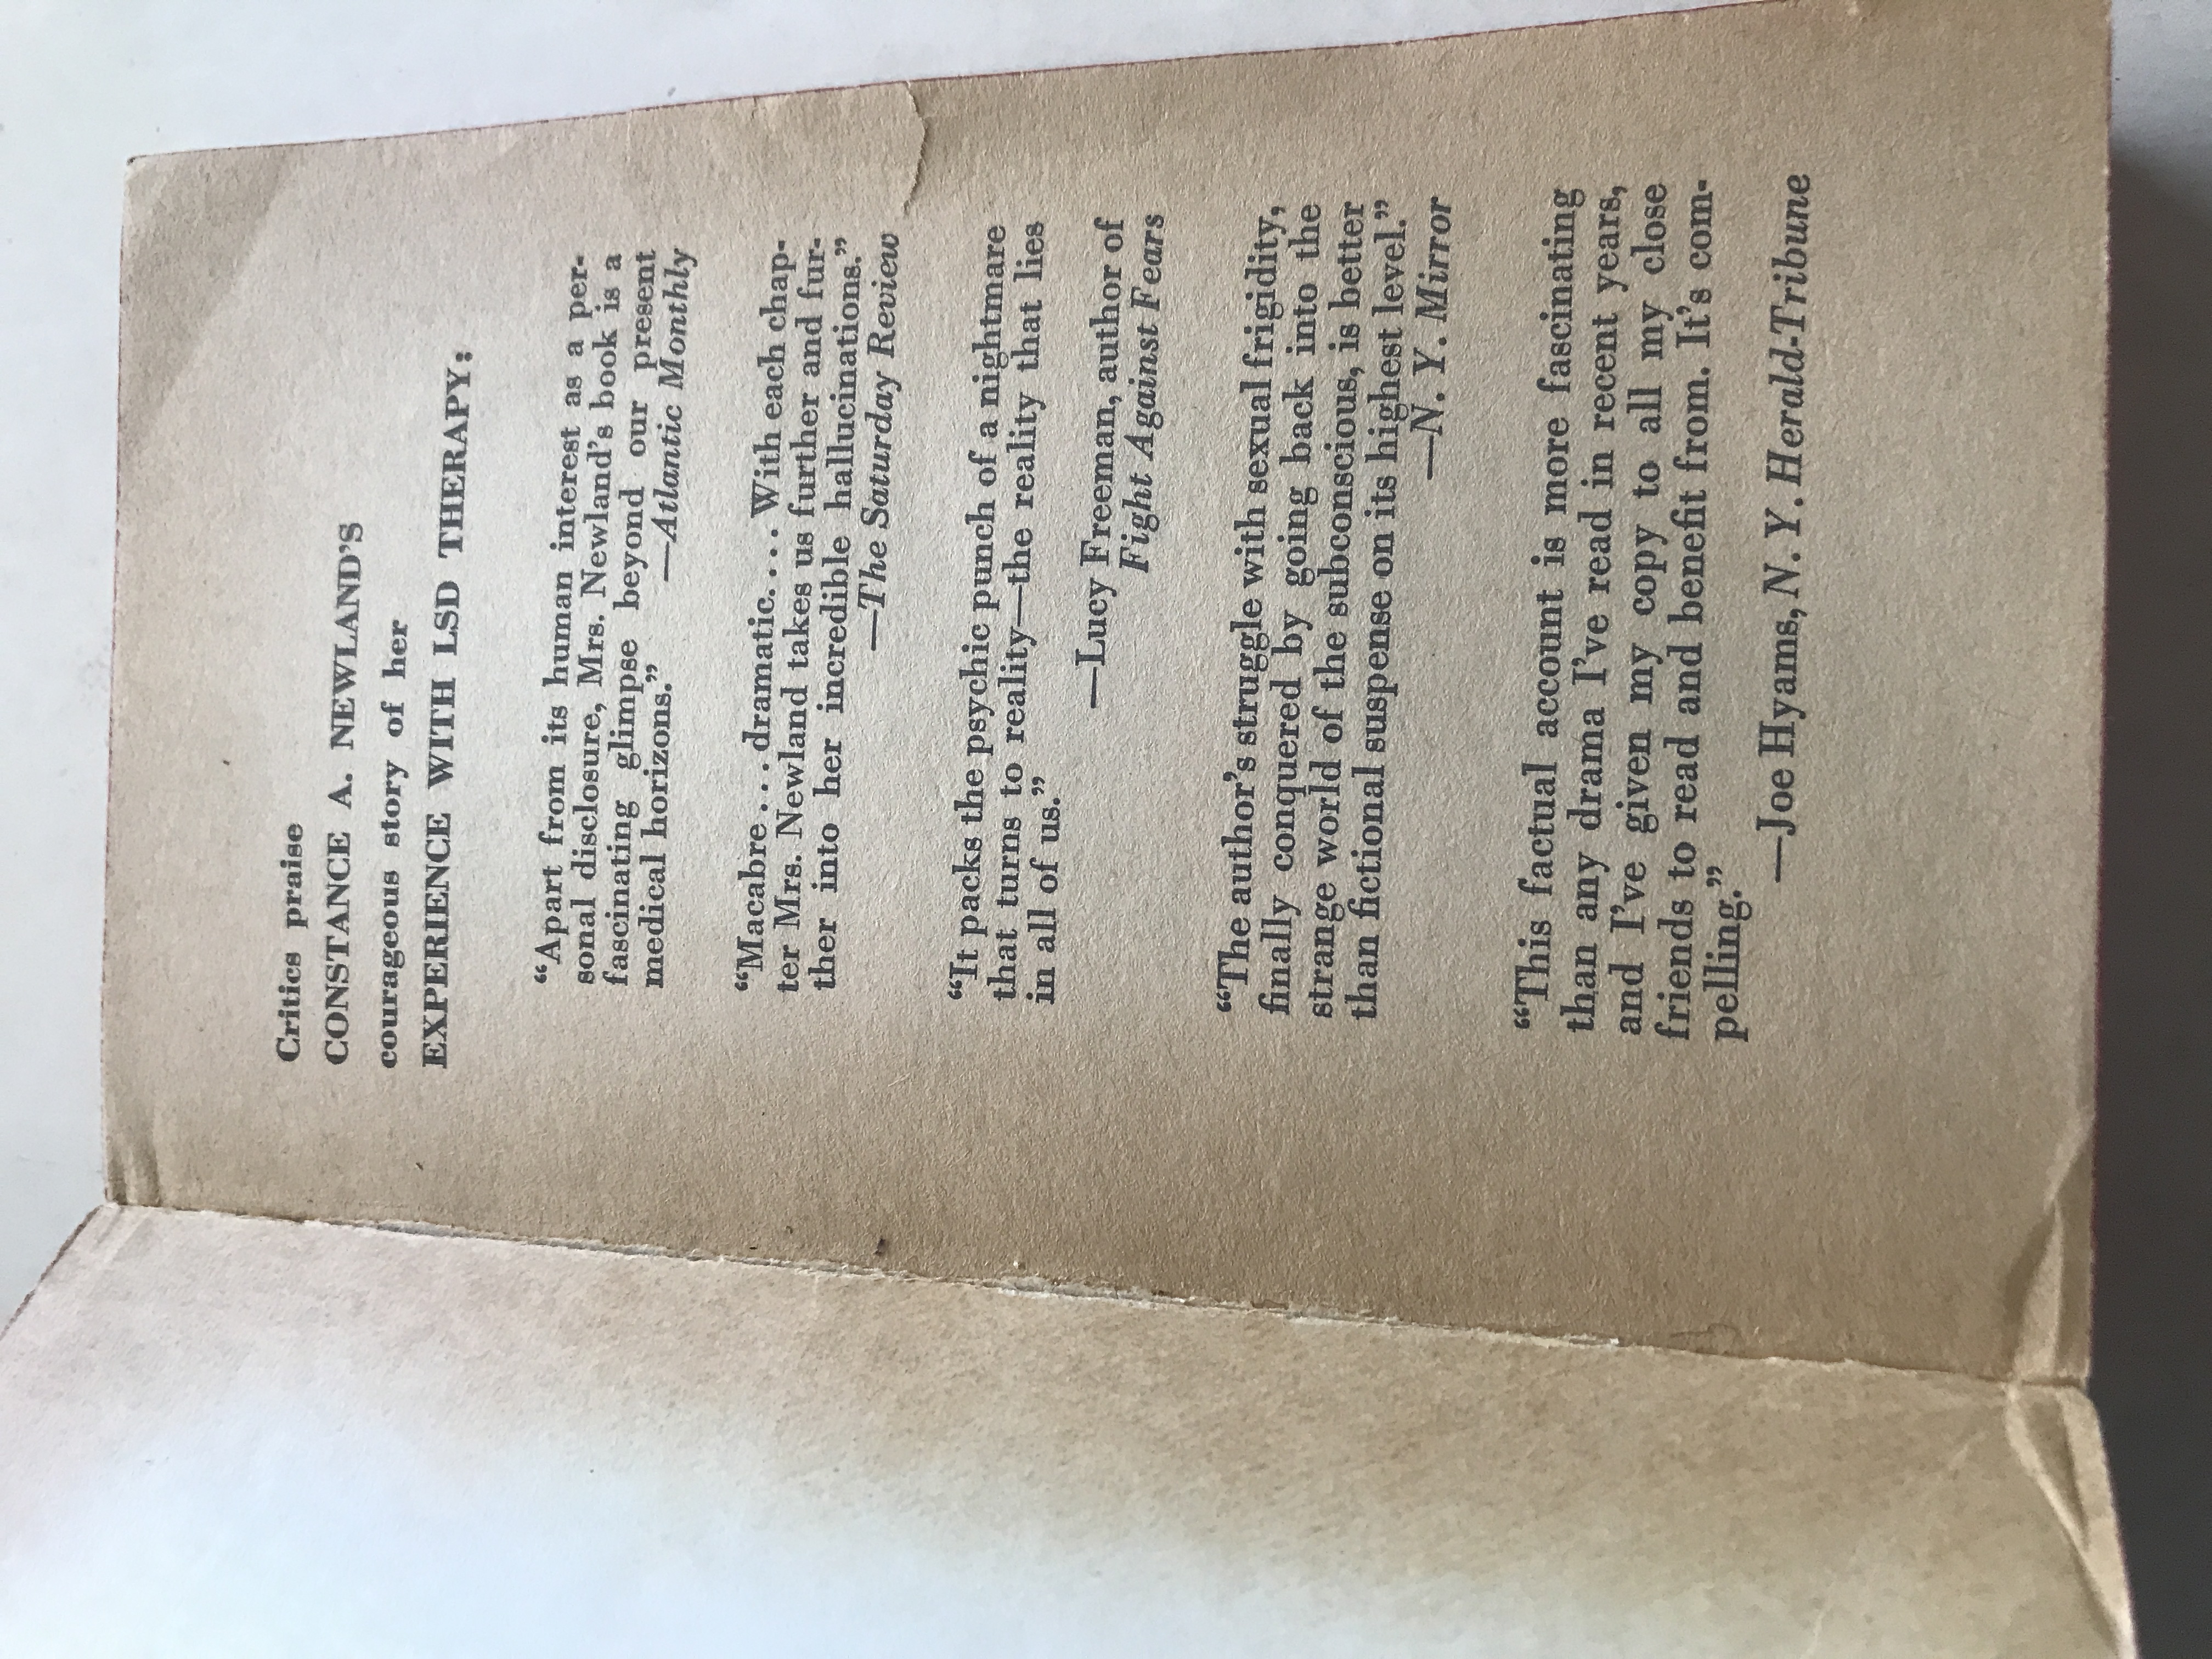 Critics praise
CONSTANCE A. NEWLAND'S
courageous story of her
EXPERIENCE WITH LSD THERAPY:
“Apart from its human interest as a per-
sonal disclosure, Mrs. Newland’s book is a
fascinating glimpse beyond our present
medical horizons.”
—Atlantic Monthly
“Macabre...dramatic.... With each chap-
ter Mrs. Newland takes us further and fur-
ther into her incredible hallucinations.”
—The Saturday Review
“It packs the psychic punch of a nightmare
that turns to reality—the reality that lies
in all of us.”
—Lucy Freeman, author of
Fight Against Fears
“The author’s struggle with sexual frigidity,
finally conquered by going back into the
strange world of the subconscious, is better
than fictional suspense on its highest level.”
—N. Y. Mirror
“This factual account is more fascinating
than any drama I’ve read in recent years,
and I’ve given my copy to all my close
friends to read and benefit from. It’s com-
pelling.”
—Joe Hyams, N. Y. Herald-Tribune